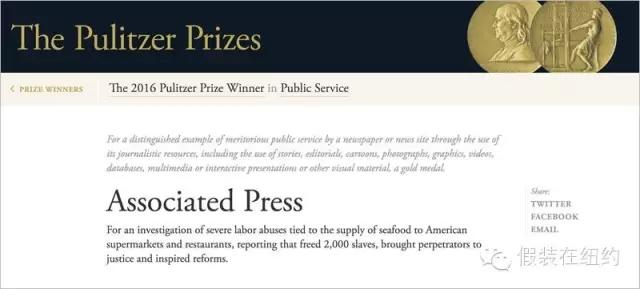 The Pulitzer Prizes
< PRIZE WINNERS
The 2016 Pulitzer Prize Winner in Public Service
For a distinguished example of meritorious public service by a newspaper or news site through the use of
its journalistic resources, including the use of stories, editorials, cartoons, photographs, graphics, videos,
databases, multimedia or interactive presentations or other visual material, a gold medal.
Associated Press
For an investigation of severe labor abuses tied to the supply of seafood to American
supermarkets and restaurants, reporting that freed 2,000 slaves, brought perpetrators to
justice and inspired reforms.
Share:
TWITTER
FACEBOOK
EMAIL
假装在纽约